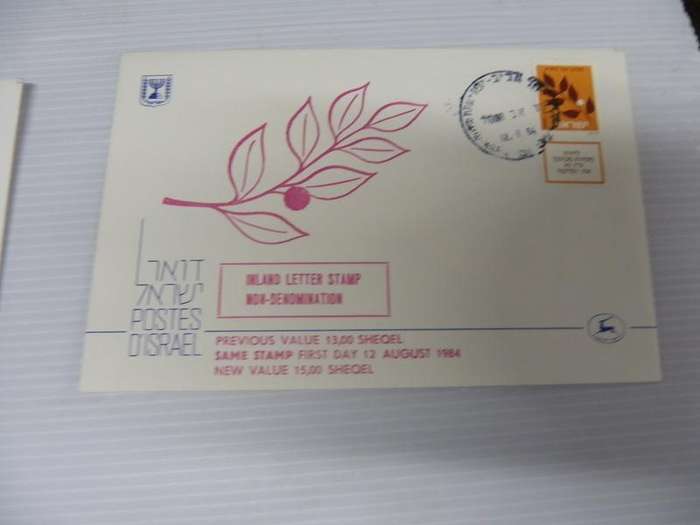 דואר
ישראל
POSTES
D'ISRAEL
INLAND LETTER STAMP
NON-DENOMINATION
PREVIOUS VALUE 13,00 SHEQEL
SAME STAMP FIRST DAY 12 AUGUST 1984
NEW VALUE 15,00 SHEQEL
ISRAEL